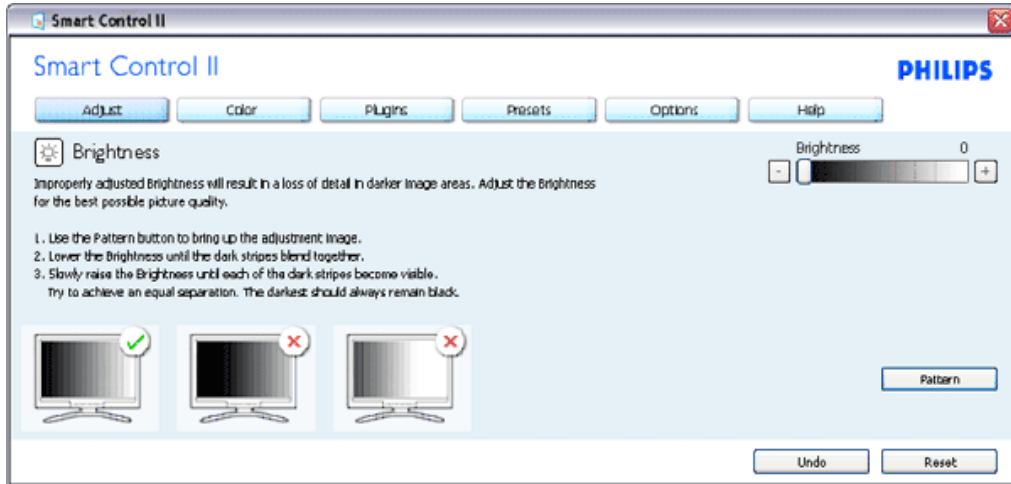 Smart Control II
Smart Control II
PHILIPS
Adjust
Color
Plugins
Presets
Options
Help
Brightness
Brightness 0
- +
Improperly adjusted Brightness will result in a loss of detail in darker image areas. Adjust the Brightness
for the best possible picture quality.
1. Use the Pattern button to bring up the adjustment image.
2. Lower the Brightness until the dark stripes blend together.
3. Slowly raise the Brightness until each of the dark stripes become visible.
Try to achieve an equal separation. The darkest should always remain black.
Pattern
Undo
Reset